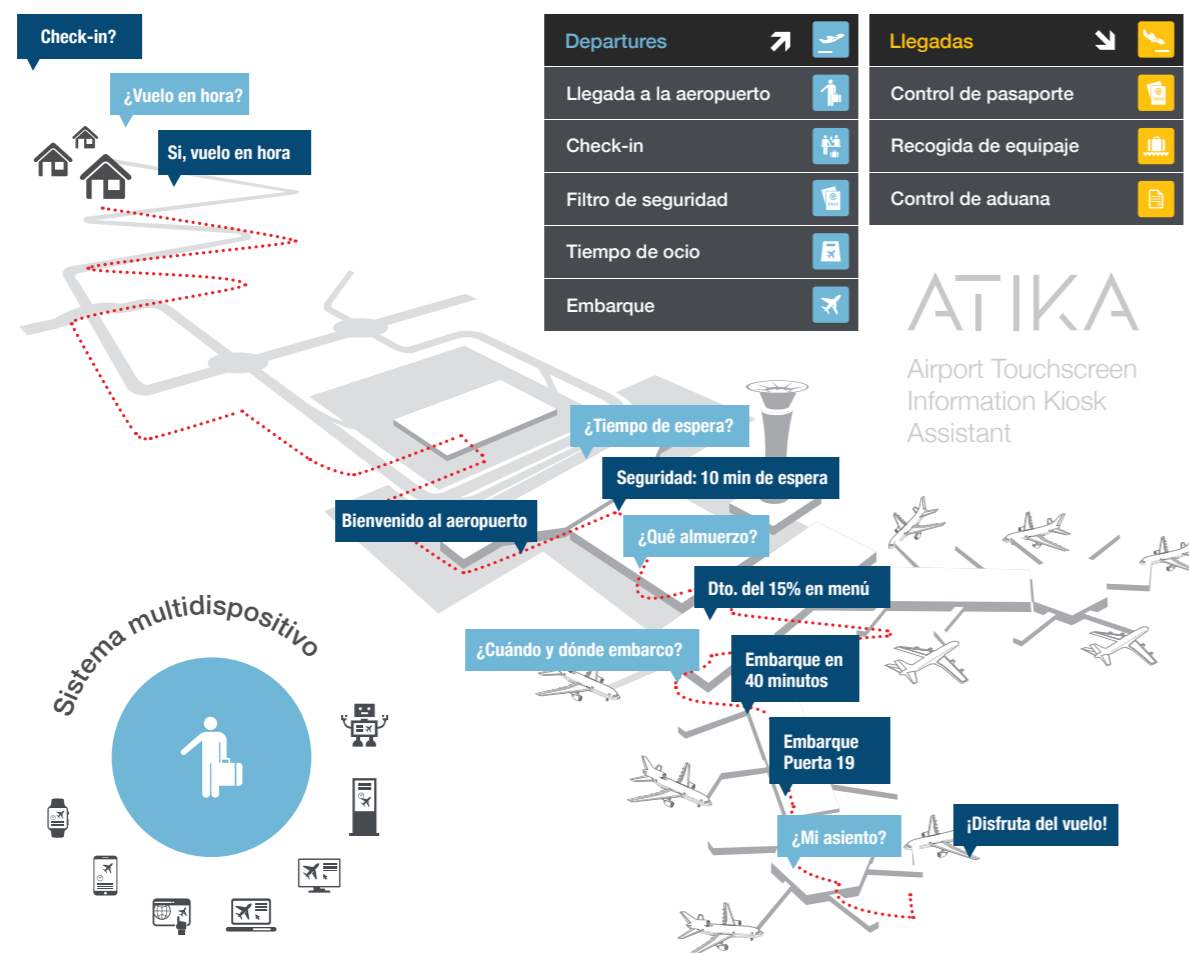 Check-in?
¿Vuelo en hora?
Si, vuelo en hora
Departures
Llegada a la aeropuerto
Check-in
Filtro de seguridad
Tiempo de ocio
Embarque
Llegadas
Control de pasaporte
Recogida de equipaje
Control de aduana
ATIKA
Airport Touchscreen
Information Kiosk
Assistant
¿Tiempo de espera?
Seguridad: 10 min de espera
Bienvenido al aeropuerto
¿Qué almuerzo?
Dto. del 15% en menú
¿Cuándo y dónde embarco?
Embarque en
40 minutos
Embarque
Puerta 19
¿Mi asiento?
¡Disfruta del vuelo!
Sistema multidispositivo